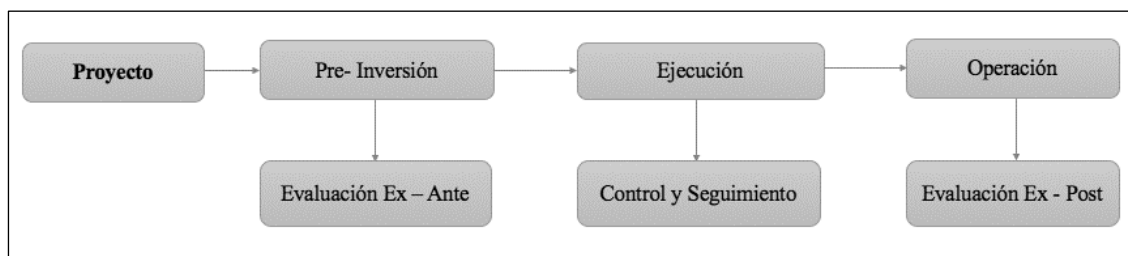 Proyecto
Pre- Inversión
Ejecución
Operación
Evaluación Ex – Ante
Control y Seguimiento
Evaluación Ex - Post